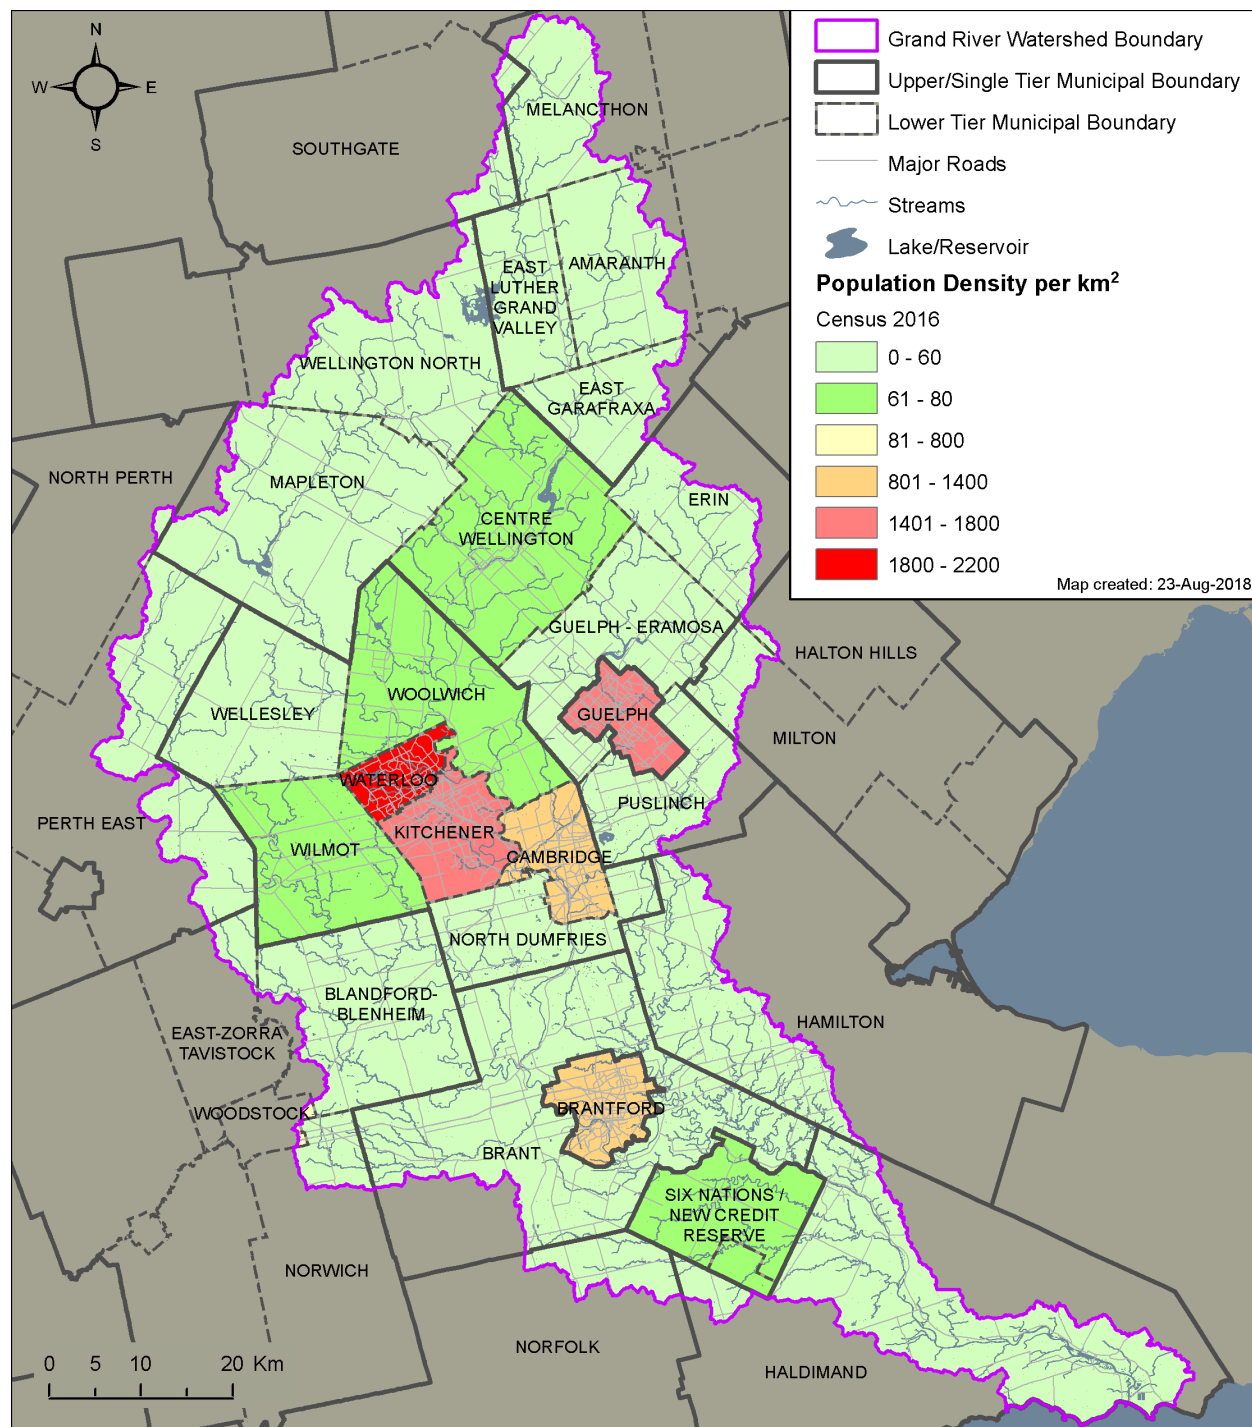 N
W
E
S
Grand River Watershed Boundary
Upper/Single Tier Municipal Boundary
Lower Tier Municipal Boundary
Major Roads
Streams
Lake/Reservoir
Population Density per km²
Census 2016
0 - 60
61 - 80
81 - 800
801 - 1400
1401 - 1800
1800 - 2200
Map created: 23-Aug-2018
MELANCTHON
SOUTHGATE
EAST
LUTHER
GRAND
VALLEY
AMARANTH
WELLINGTON NORTH
EAST
GARAFRAXA
NORTH PERTH
MAPLETON
ERIN
CENTRE
WELLINGTON
GUELPH - ERAMOSA
HALTON HILLS
WOOLWICH
WELLESLEY
GUELPH
MILTON
WATERLOO
PUSLINCH
PERTH EAST
KITCHENER
WILMOT
CAMBRIDGE
NORTH DUMFRIES
BLANDFORD-
BLENHEIM
HAMILTON
EAST-ZORRA
TAVISTOCK
WOODSTOCK
BRANTFORD
BRANT
SIX NATIONS /
NEW CREDIT
RESERVE
NORWICH
NORFOLK
HALDIMAND
0 5 10 20 Km